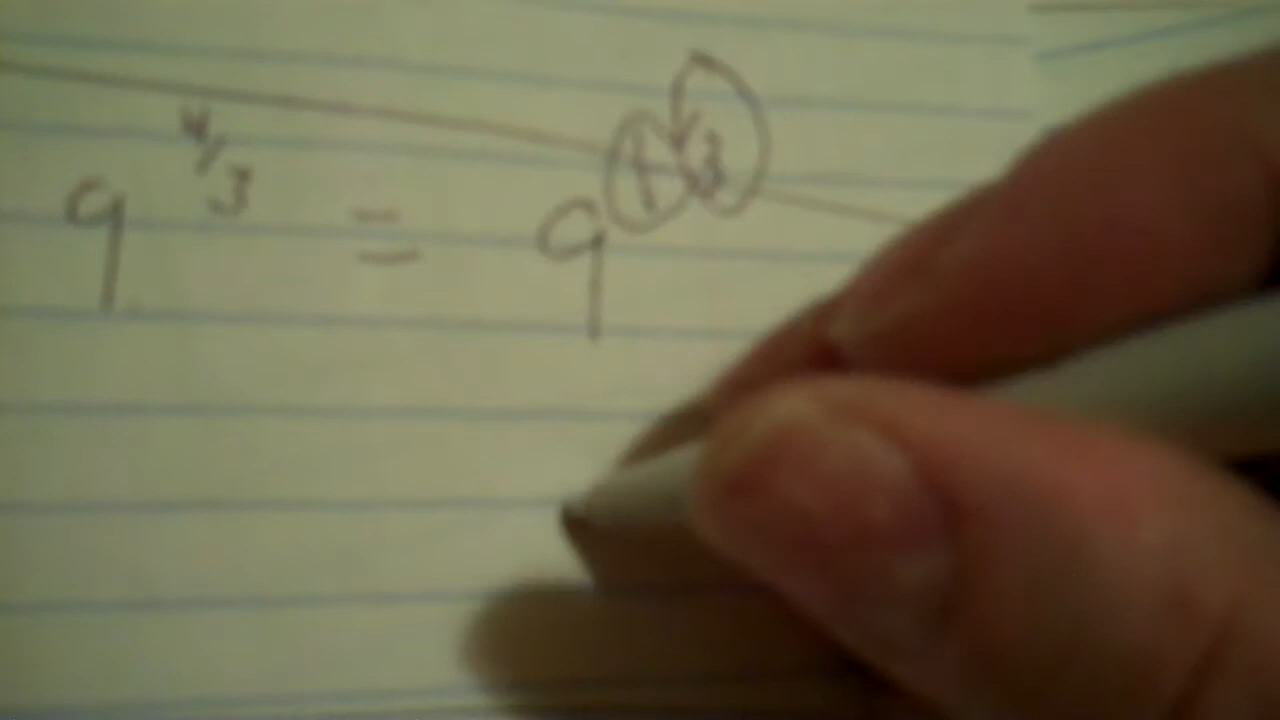 9 4/3 = 9